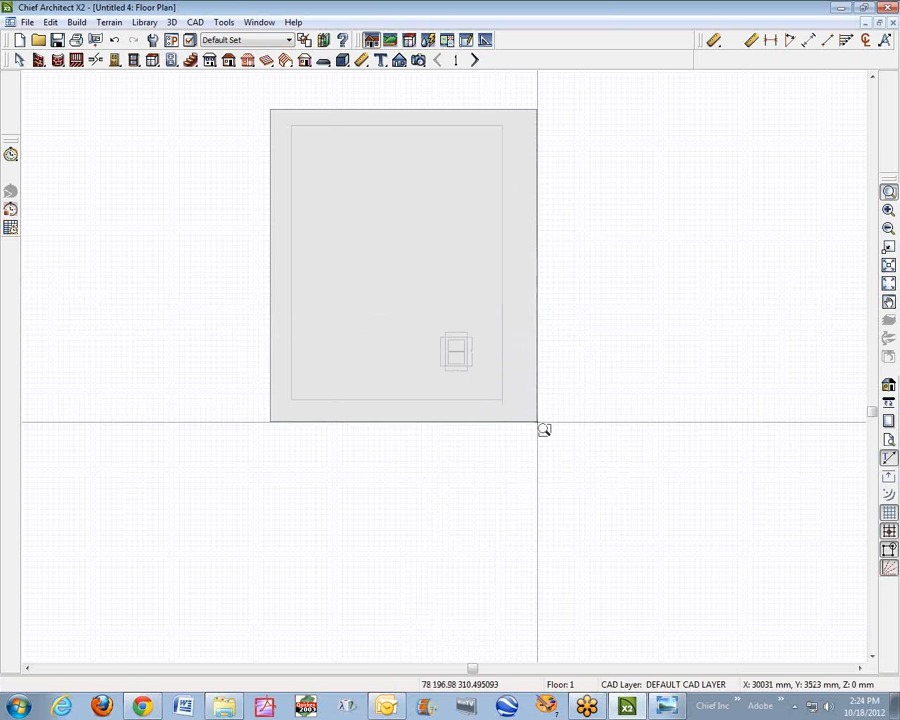 Chief Architect X2 - [Untitled 4: Floor Plan]
File Edit Build Terrain Library 3D CAD Tools Window Help
Default Set
1
78 196.98 310.495093 Floor: 1 CAD Layer: DEFAULT CAD LAYER X: 30031 mm, Y: 3523 mm, Z: 0 mm
X2 Chief Inc » Adobe » 2:24 PM
10/18/2012